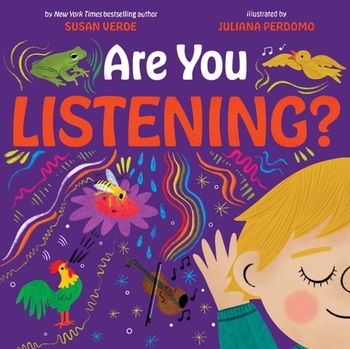 by New York Times bestselling author
SUSAN VERDE
illustrated by
JULIANA PERDOMO
Are You
LISTENING?